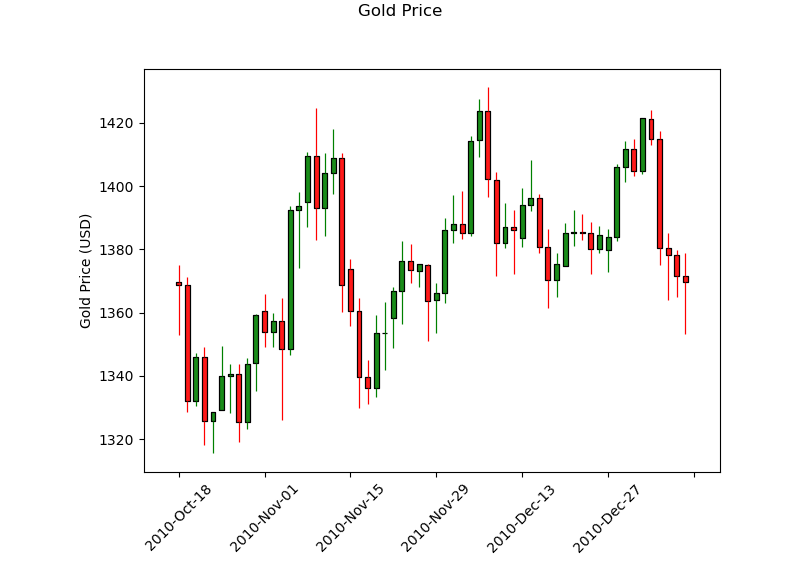 Gold Price
Gold Price (USD)
1420
1400
1380
1360
1340
1320
2010-Oct-18
2010-Nov-01
2010-Nov-15
2010-Nov-29
2010-Dec-13
2010-Dec-27